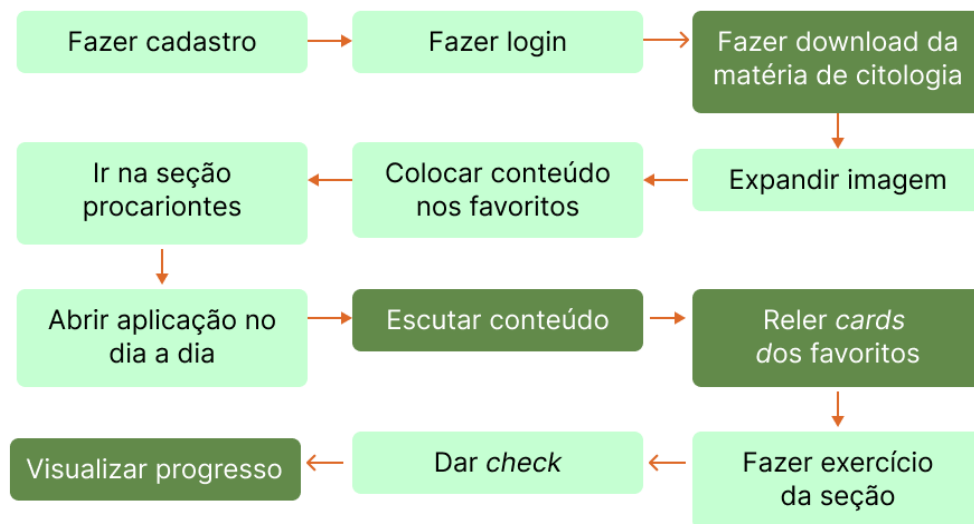 Fazer cadastro
Fazer login
Fazer download da
matéria de citologia
Expandir imagem
Colocar conteúdo
nos favoritos
Ir na seção
procariontes
Abrir aplicação no
dia a dia
Escutar conteúdo
Reler cards
dos favoritos
Fazer exercício
da seção
Dar check
Visualizar progresso